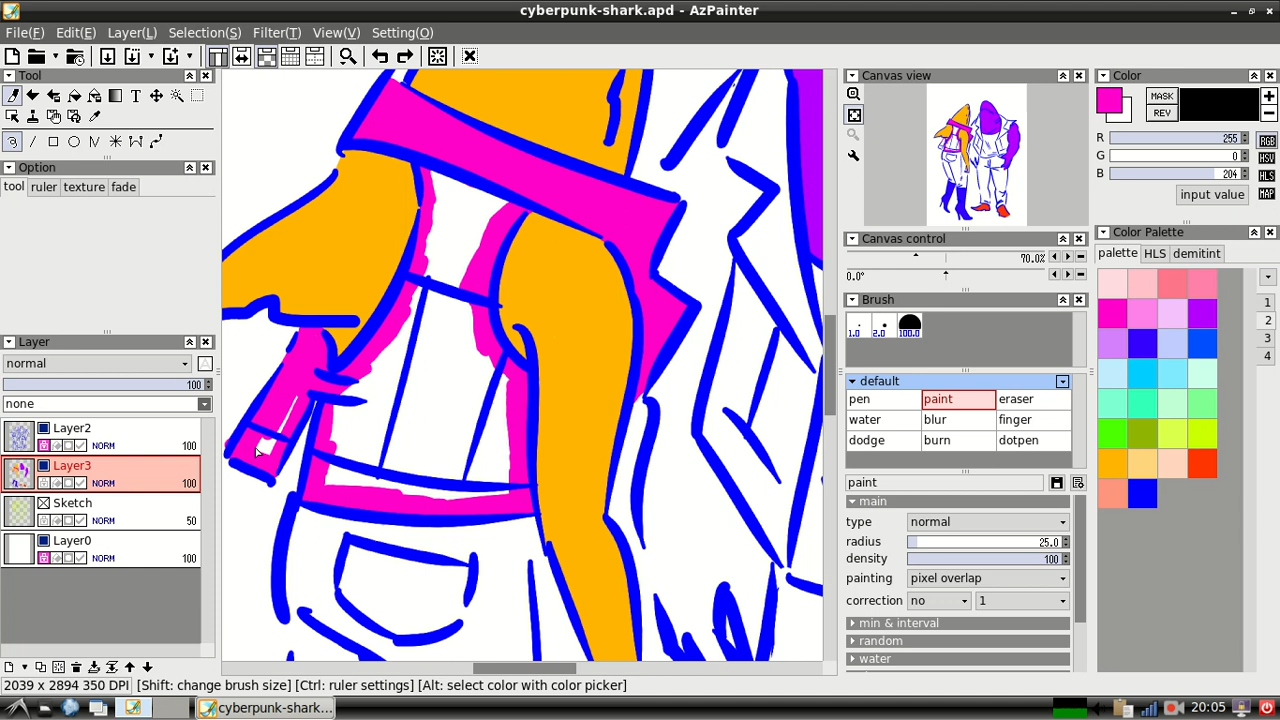 cyberpunk-shark.apd - AzPainter
File(F) Edit(E) Layer(L) Selection(S) Filter(T) View(V) Setting(O)
Tool
Option
tool ruler texture fade
Layer
normal
A
100
none
Layer2
NORM 100
Layer3
NORM 100
Sketch
NORM 50
Layer0
NORM 100
Canvas view
Canvas control
70.0%
0.0°
Brush
1.0 2.0 100.0
default
pen paint eraser
water blur finger
dodge burn dotpen
paint
main
type normal
radius 25.0
density 100
painting pixel overlap
correction no 1
min & interval
random
water
Color
MASK
REV
R 255
G 0
B 204
RGB
HSV
HLS
MAP
input value
Color Palette
palette HLS demitint
1
2
3
4
2039 x 2894 350 DPI [Shift: change brush size] [Ctrl: ruler settings] [Alt: select color with color picker]
cyberpunk-shark...
20:05